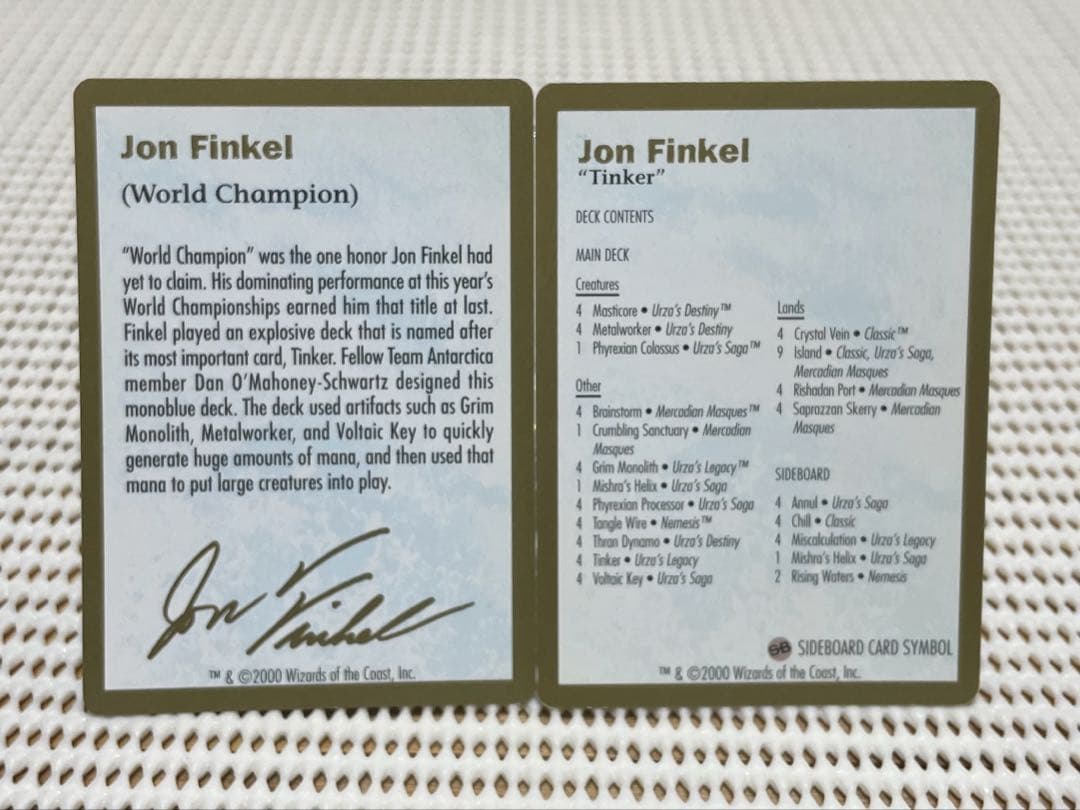 Jon Finkel
(World Champion)
"World Champion" was the one honor Jon Finkel had
yet to claim. His dominating performance at this year's
World Championships earned him that title at last.
Finkel played an explosive deck that is named after
its most important card, Tinker. Fellow Team Antarctica
member Dan O'Mahoney-Schwartz designed this
monoblue deck. The deck used artifacts such as Grim
Monolith, Metalworker, and Voltaic Key to quickly
generate huge amounts of mana, and then used that
mana to put large creatures into play.
Jon Finkel
™ & ©2000 Wizards of the Coast, Inc.
Jon Finkel
"Tinker"
DECK CONTENTS
MAIN DECK
Creatures
4 Masticore • Urza's Destiny™
4 Metalworker • Urza's Destiny
1 Phyrexian Colossus • Urza's Saga™
Other
4 Brainstorm • Mercadian Masques™
1 Crumbling Sanctuary • Mercadian
Masques
4 Grim Monolith • Urza's Legacy™
1 Mishra's Helix • Urza's Saga
4 Phyrexian Processor • Urza's Saga
4 Tangle Wire • Nemesis™
4 Thran Dynamo • Urza's Destiny
4 Tinker • Urza's Legacy
4 Voltaic Key • Urza's Saga
Lands
4 Crystal Vein • Classic™
9 Island • Classic, Urza's Saga,
Mercadian Masques
4 Rishadan Port • Mercadian Masques
4 Saprazzan Skerry • Mercadian
Masques
SIDEBOARD
4 Annul • Urza's Saga
4 Chill • Classic
4 Miscalculation • Urza's Legacy
1 Mishra's Helix • Urza's Saga
2 Rising Waters • Nemesis
SB SIDEBOARD CARD SYMBOL
™ & ©2000 Wizards of the Coast, Inc.